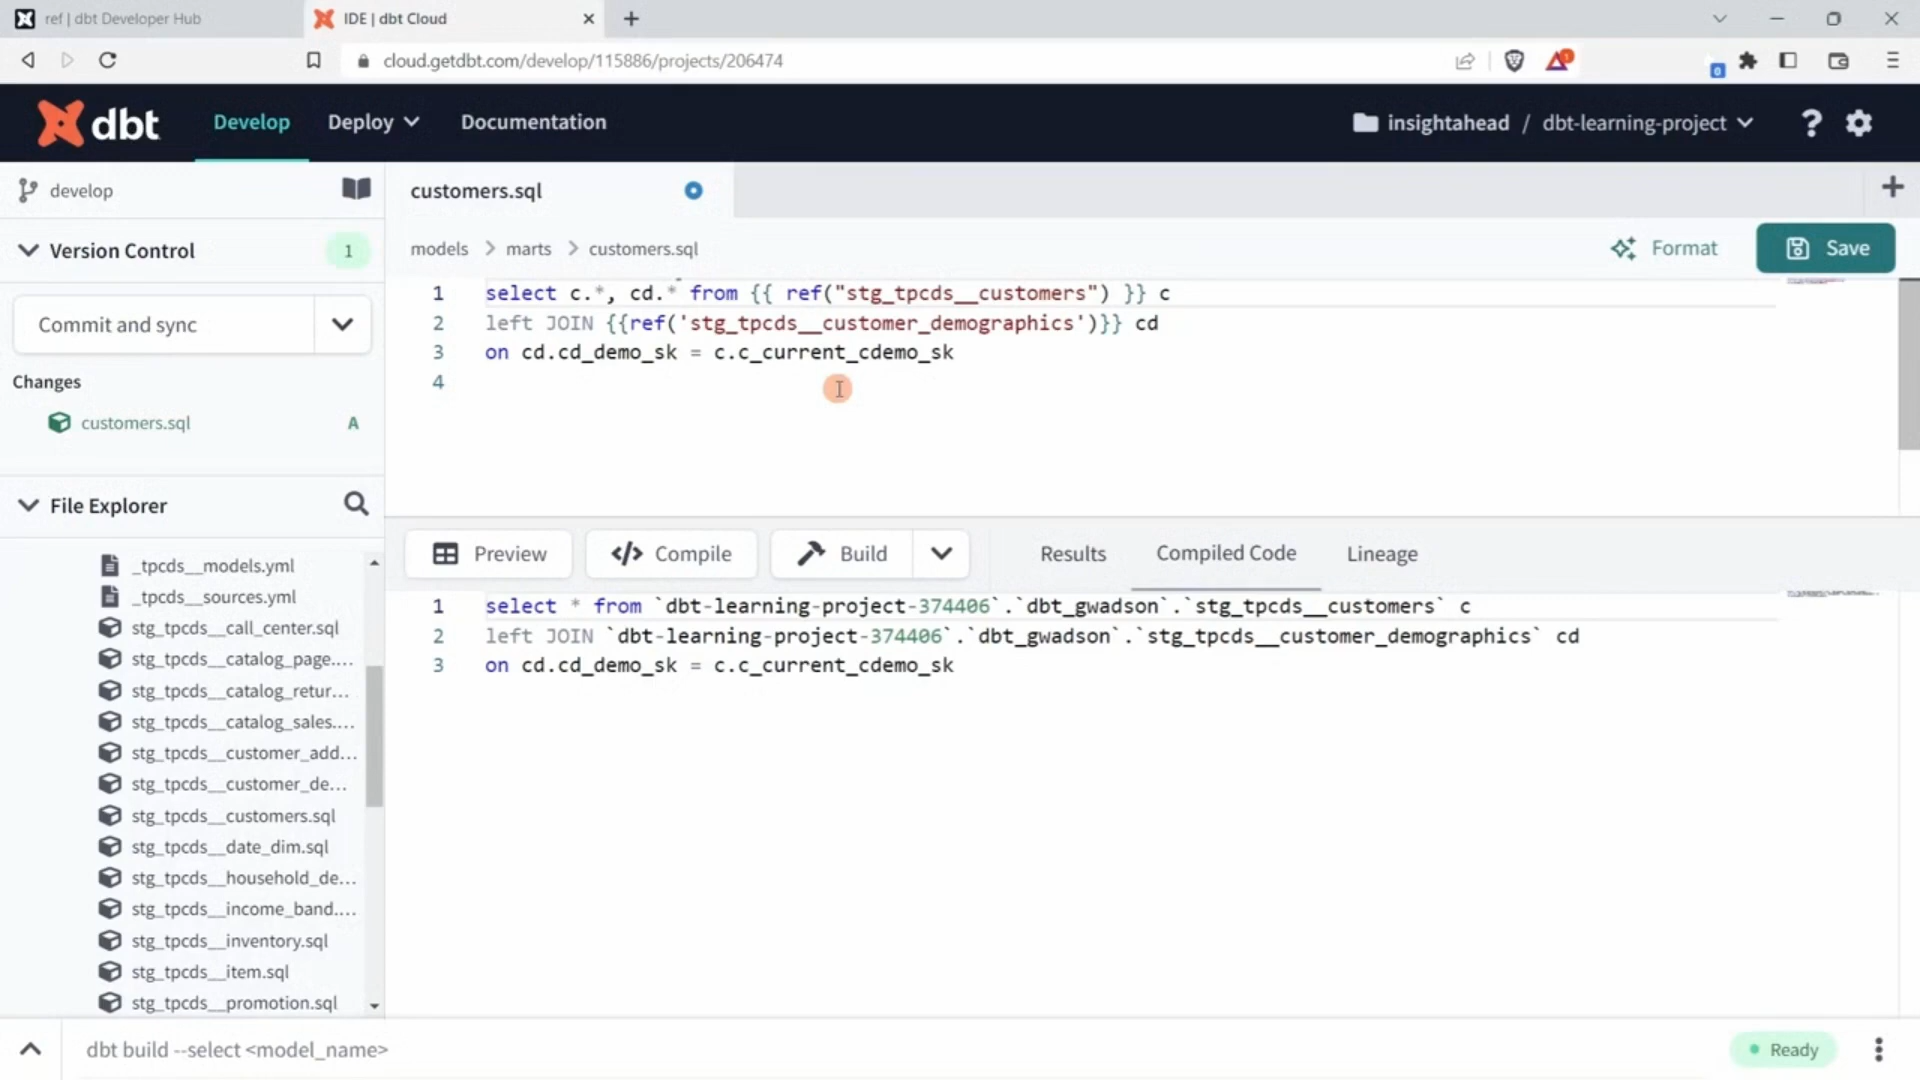 ref | dbt Developer Hub
IDE | dbt Cloud
cloud.getdbt.com/develop/115886/projects/206474
1
0
dbt
Develop
Deploy
Documentation
insightahead / dbt-learning-project
?
develop
customers.sql
Version Control
1
models > marts > customers.sql
Format
Save
Commit and sync
Changes
customers.sql A
1 select c.*, cd.* from {{ ref("stg_tpcds__customers") }} c
2 left JOIN {{ref('stg_tpcds__customer_demographics')}} cd
3 on cd.cd_demo_sk = c.c_current_cdemo_sk
4
File Explorer
_tpcds__models.yml
_tpcds__sources.yml
stg_tpcds__call_center.sql
stg_tpcds__catalog_page....
stg_tpcds__catalog_retur...
stg_tpcds__catalog_sales....
stg_tpcds__customer_add...
stg_tpcds__customer_de...
stg_tpcds__customers.sql
stg_tpcds__date_dim.sql
stg_tpcds__household_de...
stg_tpcds__income_band....
stg_tpcds__inventory.sql
stg_tpcds__item.sql
stg_tpcds__promotion.sql
Preview
Compile
Build
Results
Compiled Code
Lineage
1 select * from `dbt-learning-project-374406`.`dbt_gwadson`.`stg_tpcds__customers` c
2 left JOIN `dbt-learning-project-374406`.`dbt_gwadson`.`stg_tpcds__customer_demographics` cd
3 on cd.cd_demo_sk = c.c_current_cdemo_sk
dbt build --select <model_name>
Ready